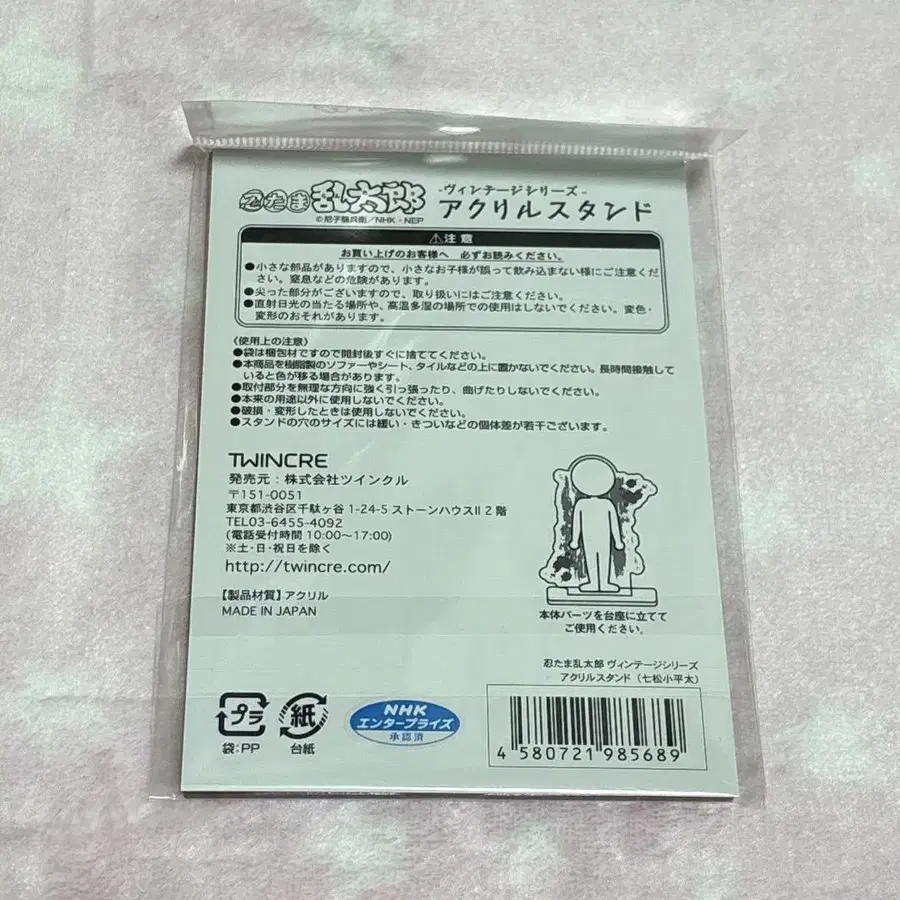 忍たま乱太郎
©尼子騒兵衛/NHK・NEP
-ヴィンテージシリーズ-
アクリルスタンド
⚠注意
お買い上げのお客様へ 必ずお読みください。
●小さな部品がありますので、小さなお子様が誤って飲み込まない様にご注意くだ
さい。窒息などの危険があります。
●尖った部分がございますので、取り扱いにはご注意ください。
●直射日光の当たる場所や、高温多湿の場所での使用はしないでください。変色・
変形のおそれがあります。
《使用上の注意》
●袋は梱包材ですので開封後すぐに捨ててください。
●本商品を樹脂製のソファーやシート、タイルなどの上に置かないでください。長時間接触して
いると色が移る場合があります。
●取付部分を無理な方向に強く引っ張ったり、曲げたりしないでください。
●本来の用途以外に使用しないでください。
●破損・変形したときは使用しないでください。
●スタンドの穴のサイズには緩い・きついなどの個体差が若干ございます。
TWINCRE
発売元:株式会社ツインクル
〒151-0051
東京都渋谷区千駄ヶ谷 1-24-5 ストーンハウスⅡ 2階
TEL03-6455-4092
(電話受付時間 10:00〜17:00)
※土・日・祝日を除く
http://twincre.com/
【製品材質】アクリル
MADE IN JAPAN
本体パーツを台座に立てて
ご使用ください。
忍たま乱太郎 ヴィンテージシリーズ
アクリルスタンド(七松小平太)
プラ
袋:PP
紙
台紙
NHK
エンタープライズ
承認済
4 580721 985689